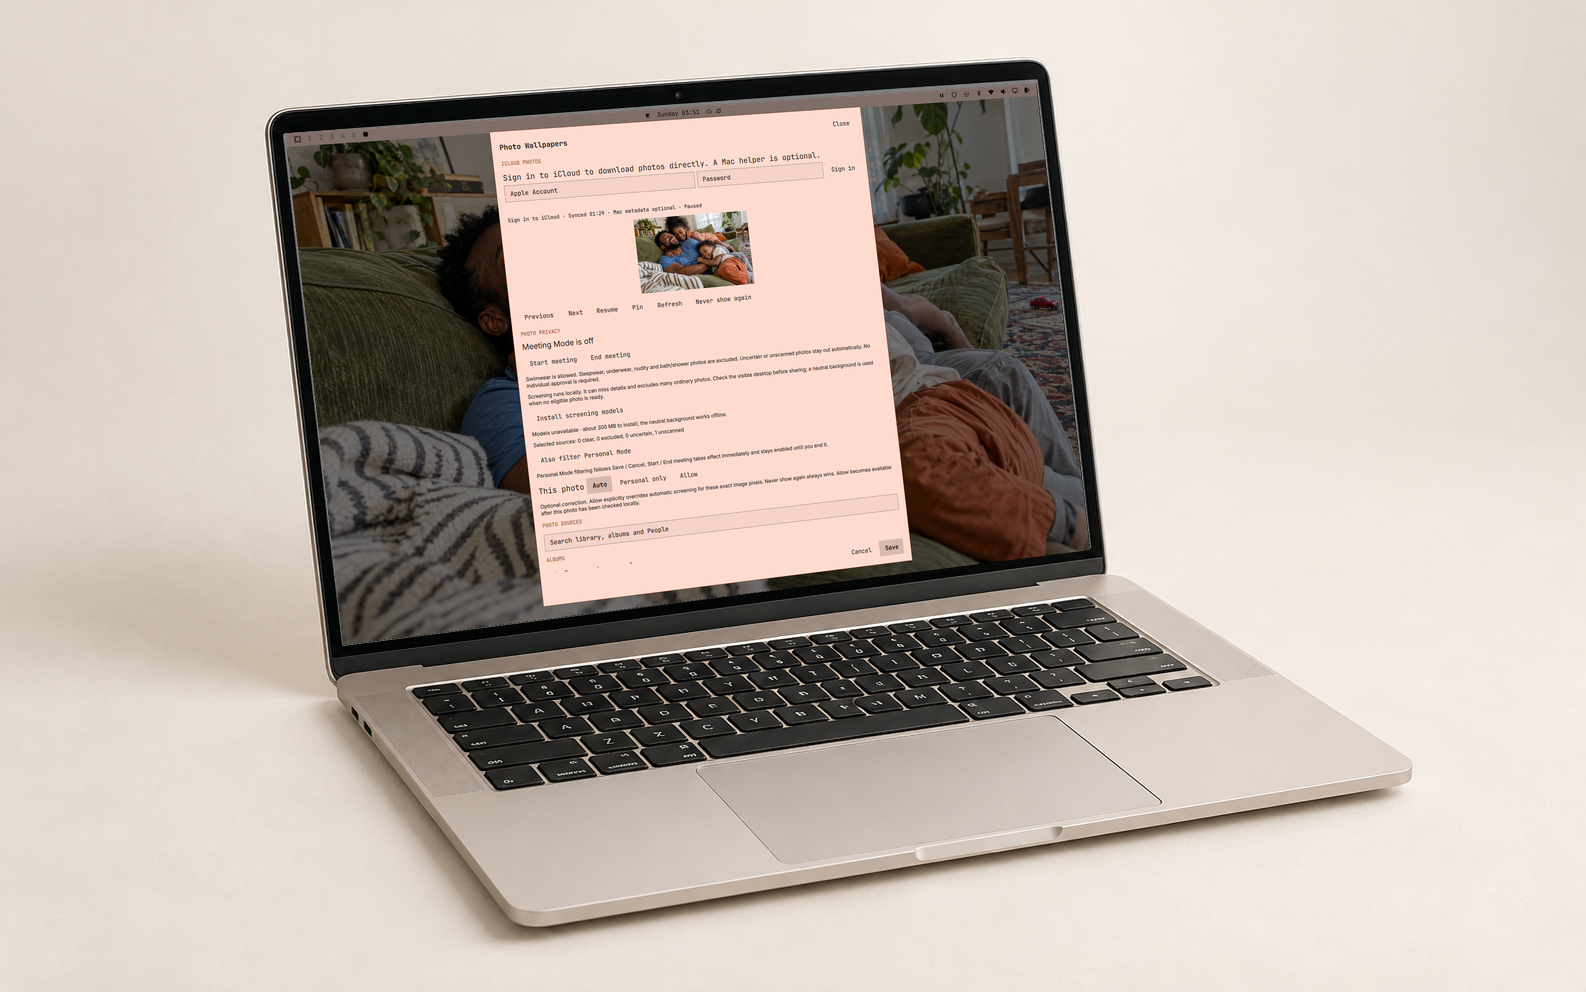 1 2 3 4 5
Sunday 03:51
Photo Wallpapers
Close
ICLOUD PHOTOS
Sign in to iCloud to download photos directly. A Mac helper is optional.
Apple Account
Password
Sign in
Sign in to iCloud · Synced 01:29 · Mac metadata optional · Paused
Previous
Next
Resume
Pin
Refresh
Never show again
PHOTO PRIVACY
Meeting Mode is off
Start meeting
End meeting
Swimwear is allowed. Sleepwear, underwear, nudity and bath/shower photos are excluded. Uncertain or unscanned photos stay out automatically. No
individual approval is required.
Screening runs locally. It can miss details and excludes many ordinary photos. Check the visible desktop before sharing; a neutral background is used
when no eligible photo is ready.
Install screening models
Models unavailable · about 300 MB to install; the neutral background works offline.
Selected sources: 0 clear, 0 excluded, 0 uncertain, 1 unscanned
Also filter Personal Mode
Personal Mode filtering follows Save / Cancel. Start / End meeting takes effect immediately and stays enabled until you end it.
This photo
Auto
Personal only
Allow
Optional correction. Allow explicitly overrides automatic screening for these exact image pixels. Never show again always wins. Allow becomes available
after this photo has been checked locally.
PHOTO SOURCES
Search library, albums and People
ALBUMS
Cancel
Save